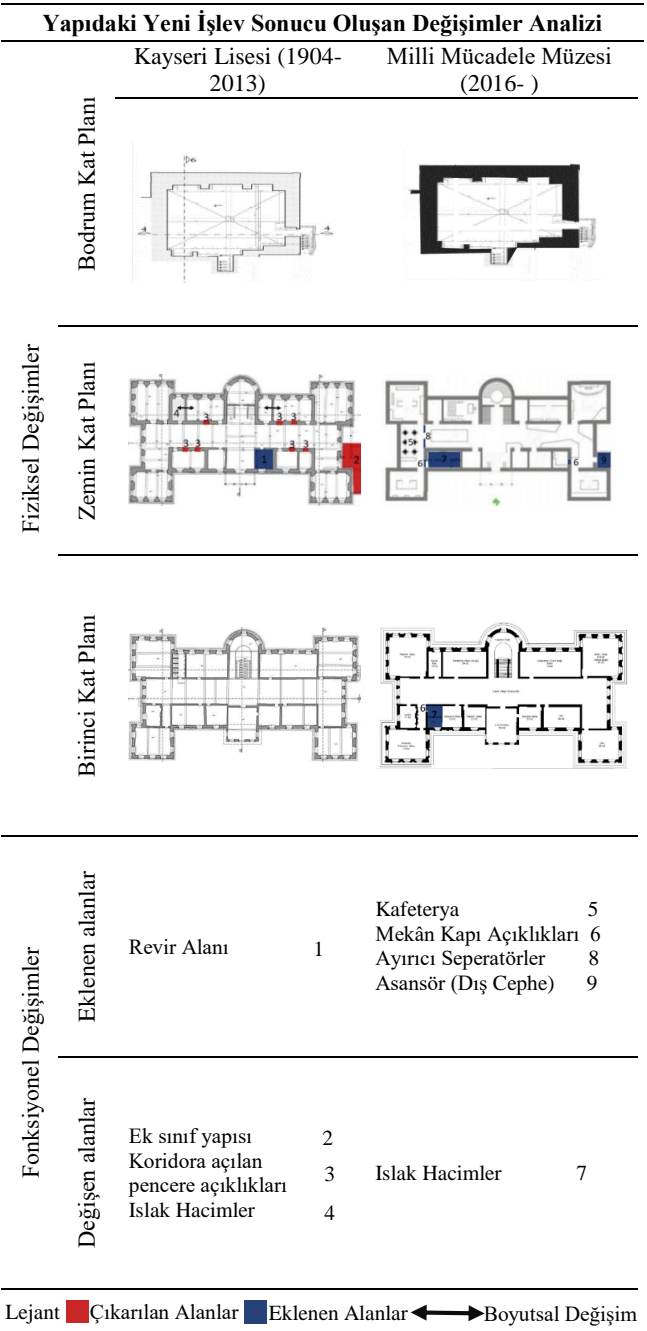 Yapıdaki Yeni İşlev Sonucu Oluşan Değişimler Analizi
Kayseri Lisesi (1904-
2013)
Milli Mücadele Müzesi
(2016- )
Fiziksel Değişimler
Bodrum Kat Planı
6
4
4
Zemin Kat Planı
4
3
3
3
3
3
3
3
1
2
5
8
6
7
6
9
Birinci Kat Planı
6
7
Fonksiyonel Değişimler
Eklenen alanlar
Revir Alanı 1
Kafeterya 5
Mekân Kapı Açıklıkları 6
Ayırıcı Seperatörler 8
Asansör (Dış Cephe) 9
Değişen alanlar
Ek sınıf yapısı 2
Koridora açılan
pencere açıklıkları 3
Islak Hacimler 4
Islak Hacimler 7
Lejant Çıkarılan Alanlar Eklenen Alanlar Boyutsal Değişim